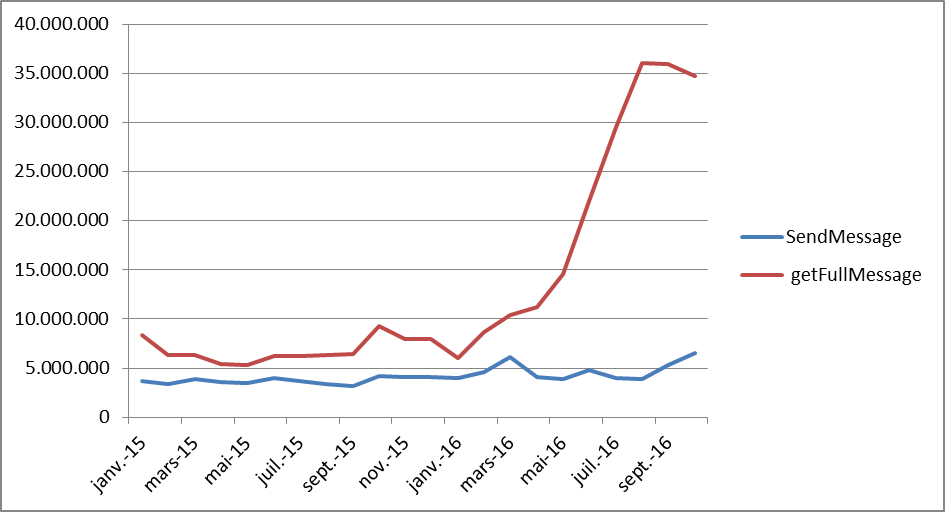 40.000.000
35.000.000
30.000.000
25.000.000
20.000.000
15.000.000
10.000.000
5.000.000
0
janv.-15
mars-15
mai-15
juil.-15
sept.-15
nov.-15
janv.-16
mars-16
mai-16
juil.-16
sept.-16
SendMessage
getFullMessage